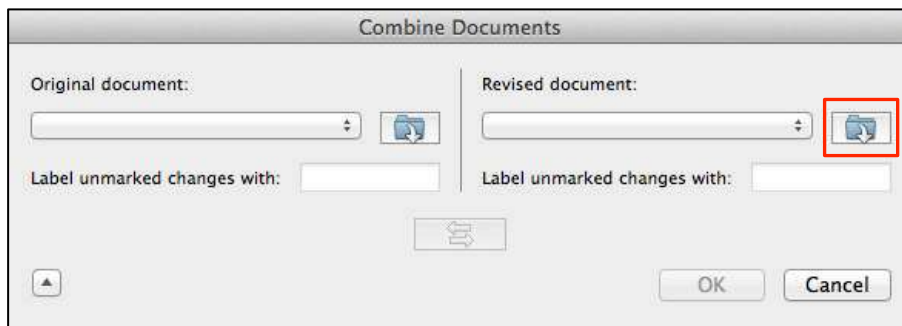 Combine Documents
Original document:
Revised document:
Label unmarked changes with:
Label unmarked changes with:
OK
Cancel